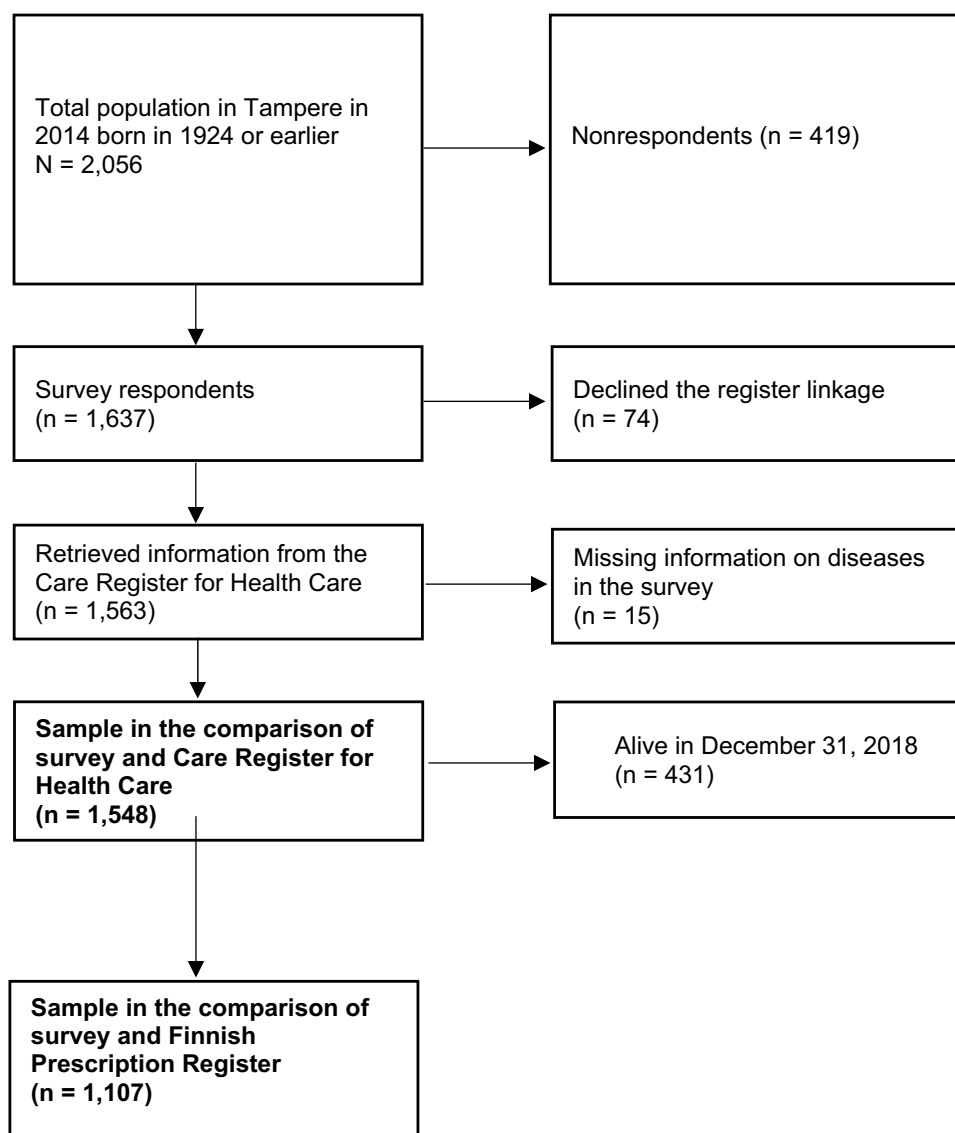 Total population in Tampere in
2014 born in 1924 or earlier
N = 2,056
Nonrespondents (n = 419)
Survey respondents
(n = 1,637)
Declined the register linkage
(n = 74)
Retrieved information from the
Care Register for Health Care
(n = 1,563)
Missing information on diseases
in the survey
(n = 15)
Sample in the comparison of
survey and Care Register for
Health Care
(n = 1,548)
Alive in December 31, 2018
(n = 431)
Sample in the comparison of
survey and Finnish
Prescription Register
(n = 1,107)